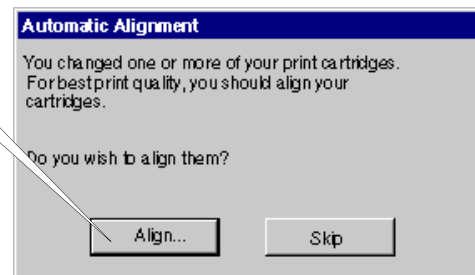 Automatic Alignment
You changed one or more of your print cartridges.
For best print quality, you should align your
cartridges.
Do you wish to align them?
Align... Skip